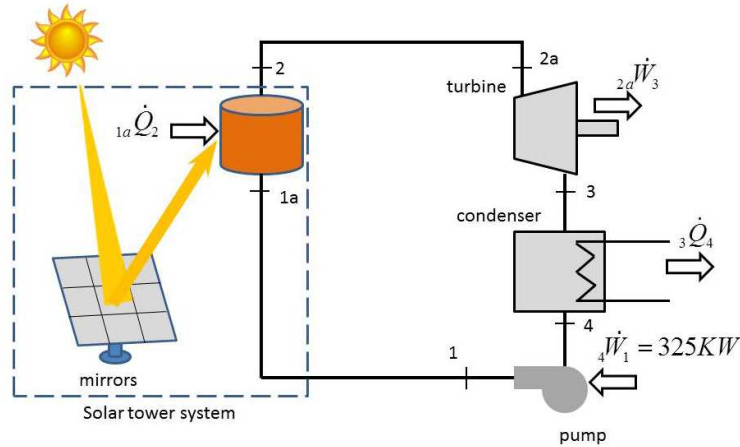 2
2a
turbine
₂ₐẆ₃
₁ₐQ̇₂
1a
3
condenser
₃Q̇₄
4
1
₄Ẇ₁ = 325KW
mirrors
Solar tower system
pump